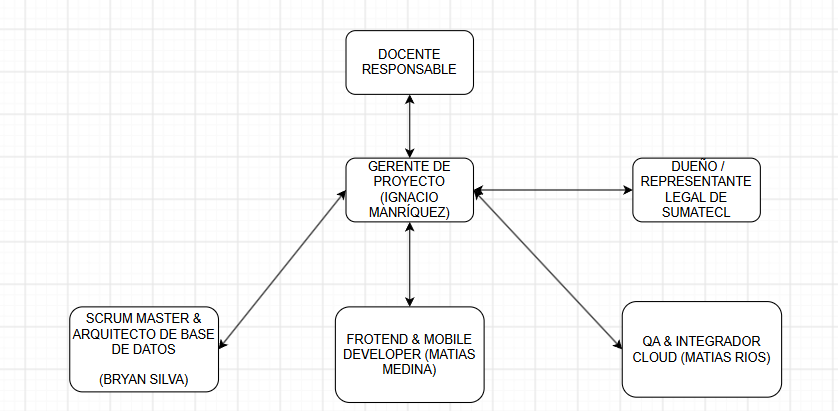 DOCENTE
RESPONSABLE
GERENTE DE
PROYECTO
(IGNACIO
MANRÍQUEZ)
DUEÑO /
REPRESENTANTE
LEGAL DE
SUMATECL
SCRUM MASTER &
ARQUITECTO DE BASE
DE DATOS
(BRYAN SILVA)
FROTEND & MOBILE
DEVELOPER (MATIAS
MEDINA)
QA & INTEGRADOR
CLOUD (MATIAS RIOS)